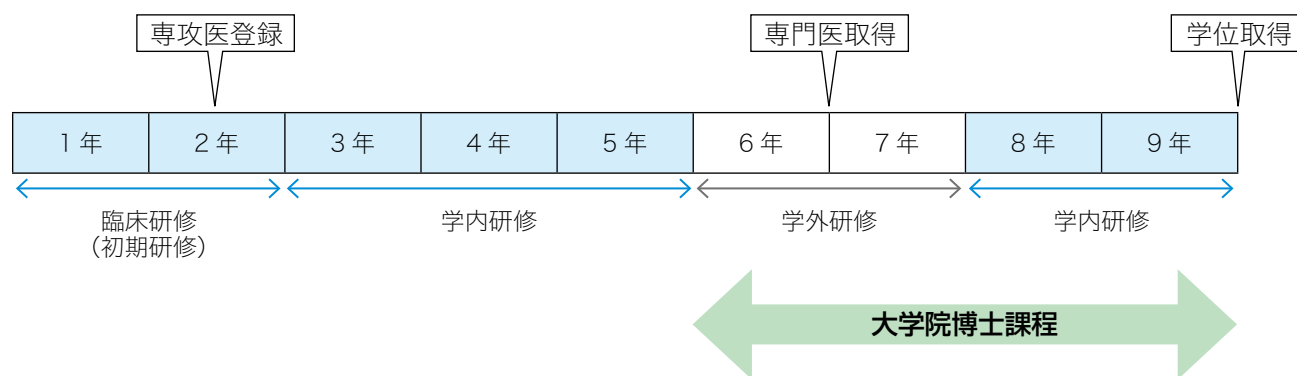 専攻医登録
専門医取得
学位取得
1年 2年 3年 4年 5年 6年 7年 8年 9年
臨床研修
（初期研修）
学内研修
学外研修
学内研修
大学院博士課程